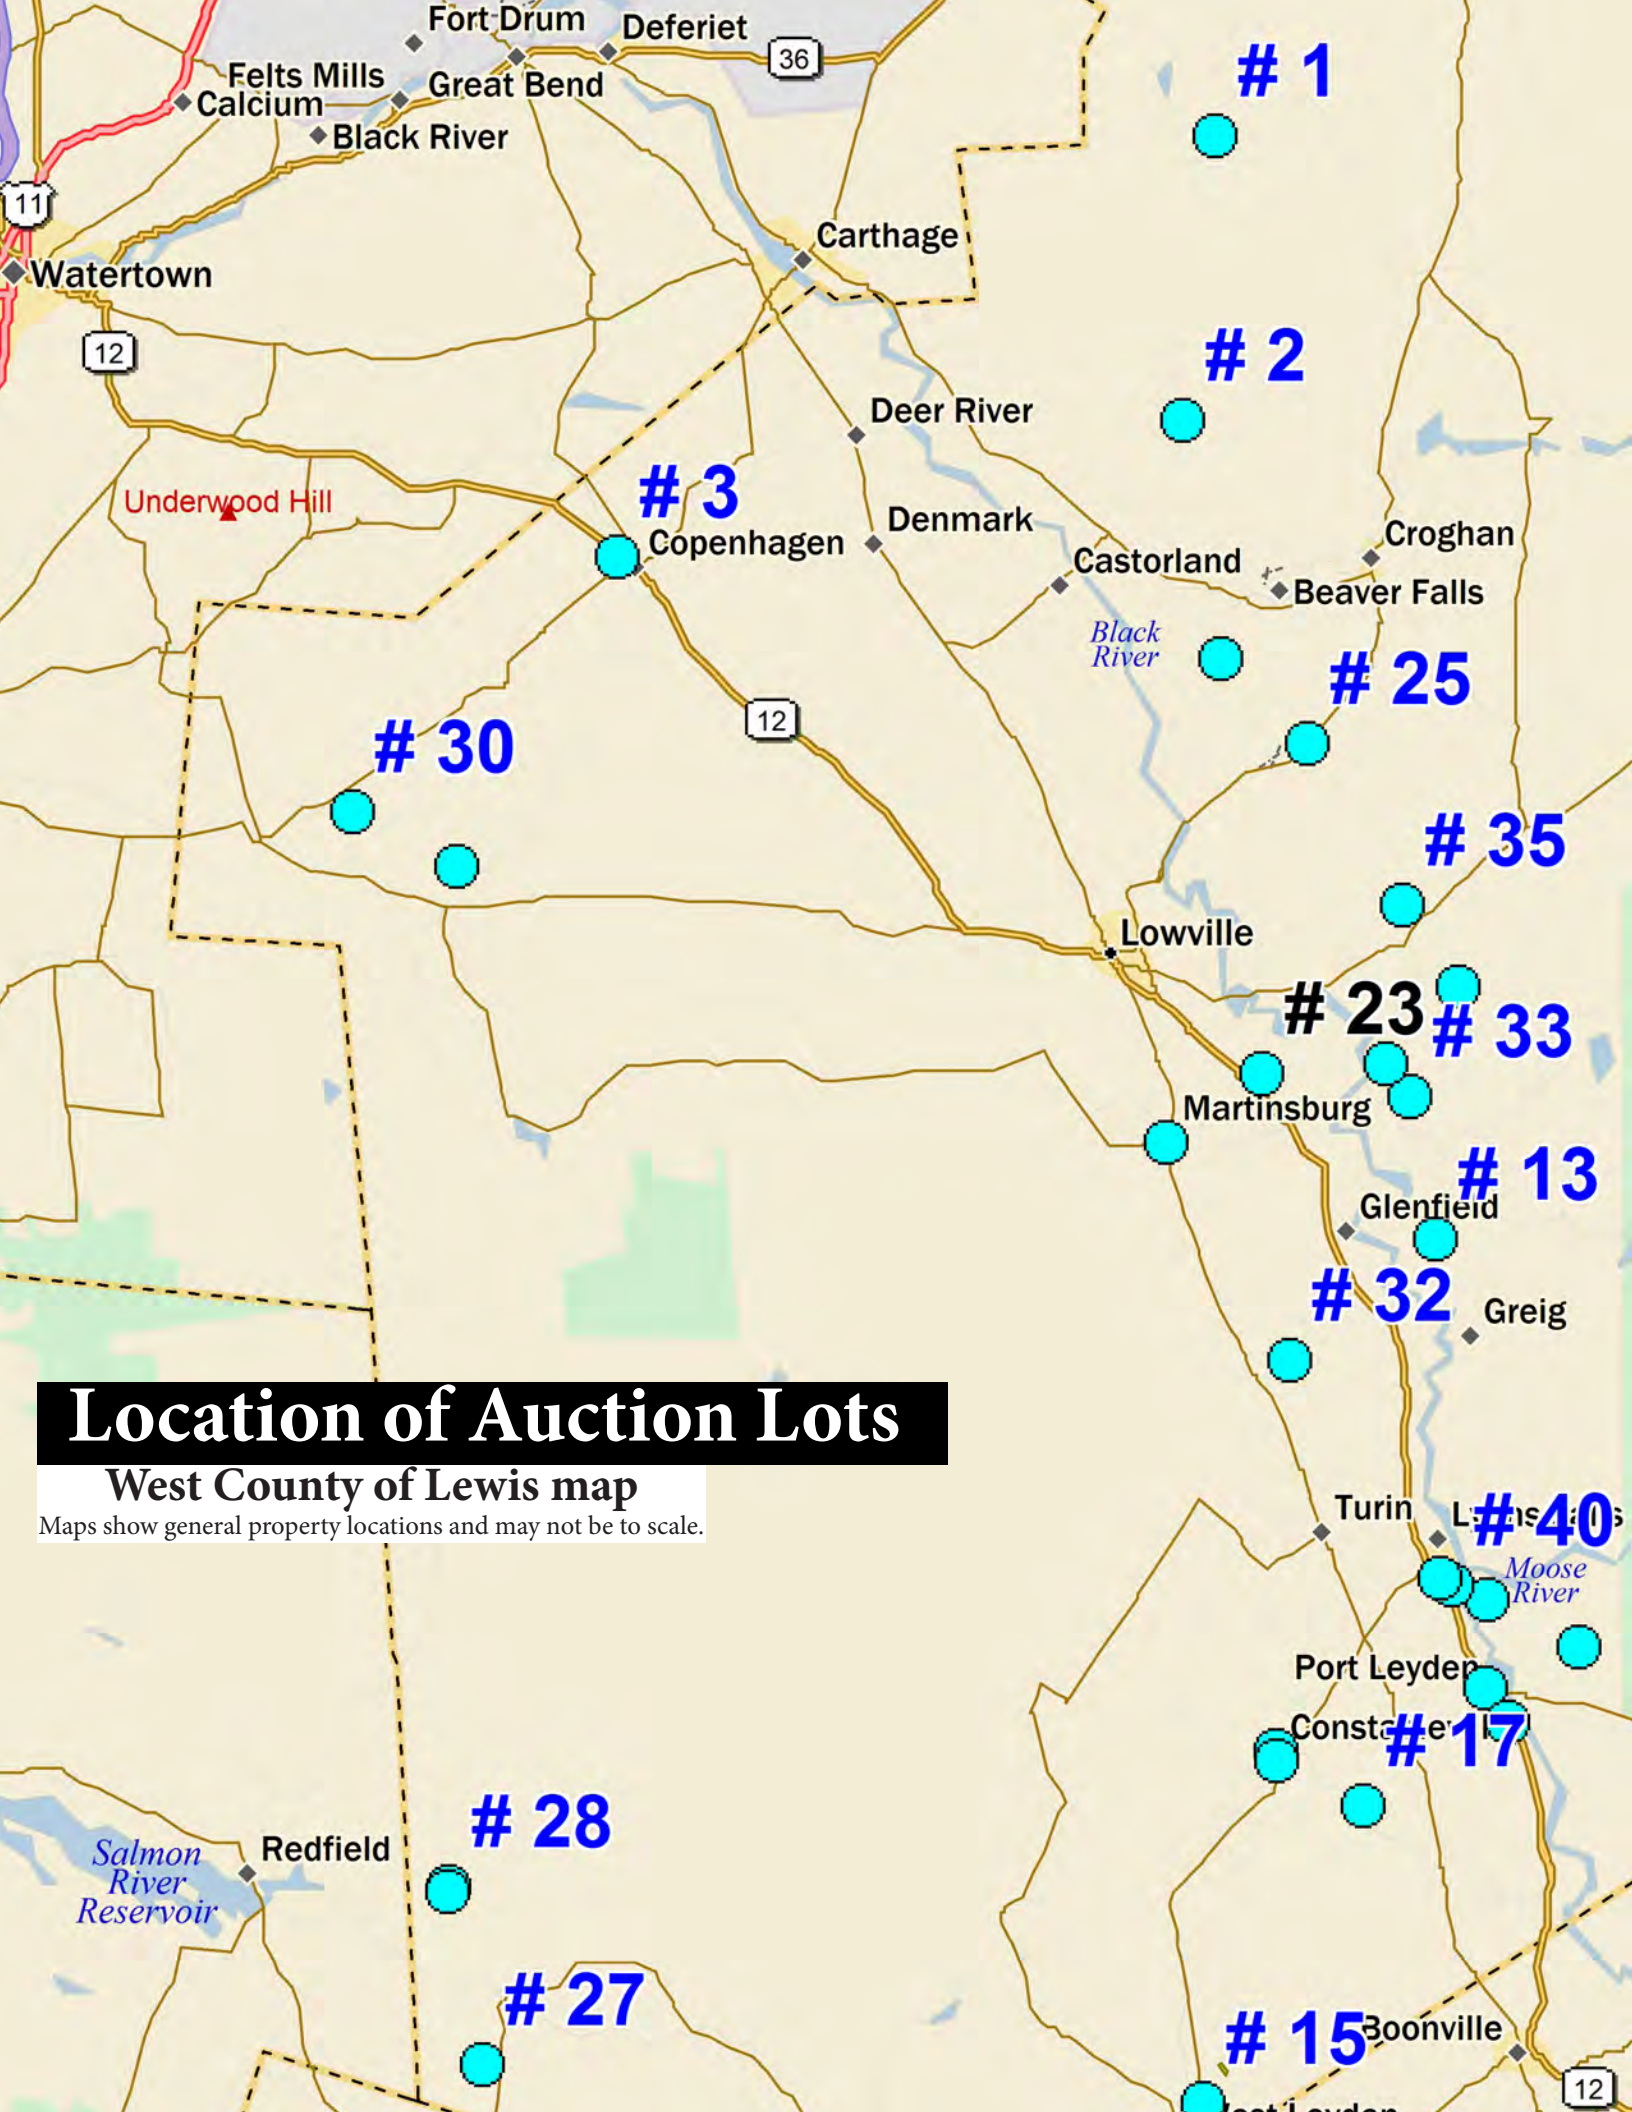 Fort Drum
Deferiet
36
# 1
Felts Mills
Great Bend
Calcium
Black River
11
Carthage
Watertown
12
# 2
Deer River
# 3
Underwood Hill
Denmark
Croghan
Copenhagen
Castorland
Beaver Falls
Black
River
# 25
12
# 30
# 35
Lowville
# 23
# 33
Martinsburg
# 13
Glenfield
# 32
Greig
Location of Auction Lots
West County of Lewis map
Maps show general property locations and may not be to scale.
Turin
# 40
Moose
River
Port Leyden
# 17
# 28
Redfield
Salmon
River
Reservoir
# 27
# 15
Boonville
12